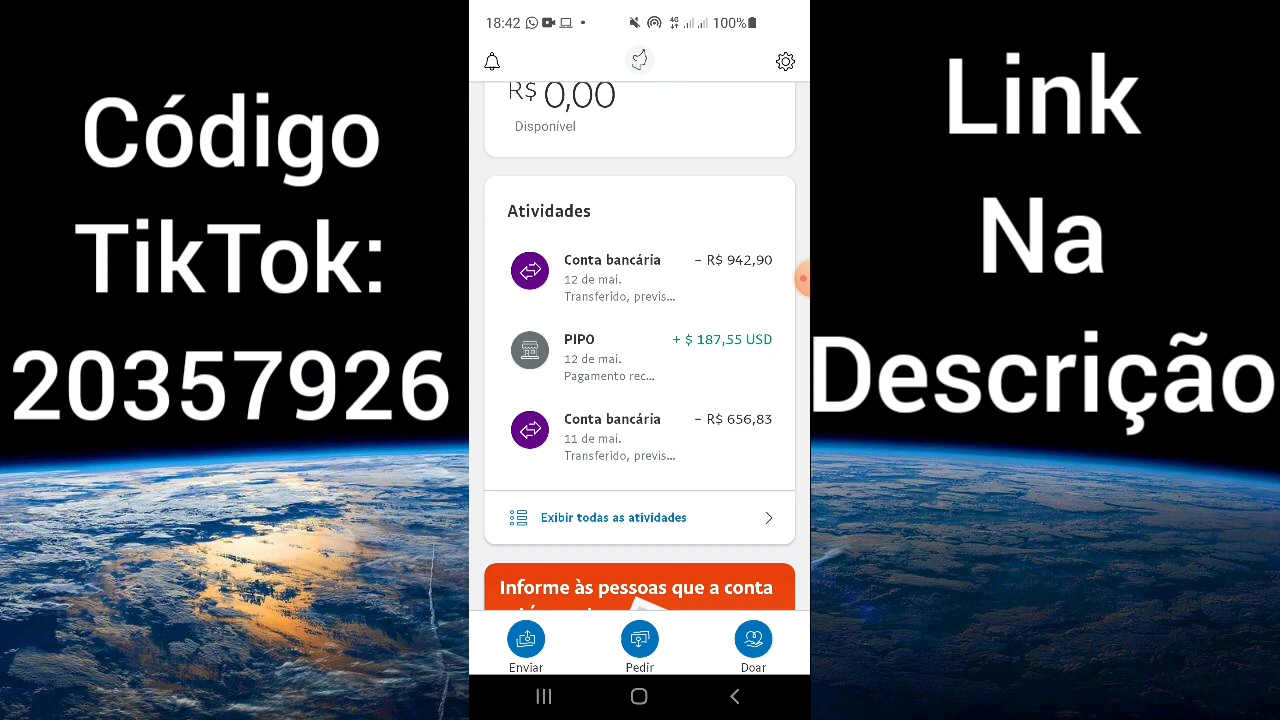 Código
TikTok:
20357926
18:42
4G
100%
R$ 0,00
Disponível
Atividades
Conta bancária − R$ 942,90
12 de mai.
Transferido, previs...
PIPO + $ 187,55 USD
12 de mai.
Pagamento rec...
Conta bancária − R$ 656,83
11 de mai.
Transferido, previs...
Exibir todas as atividades
Informe às pessoas que a conta
Enviar
Pedir
Doar
Link
Na
Descrição